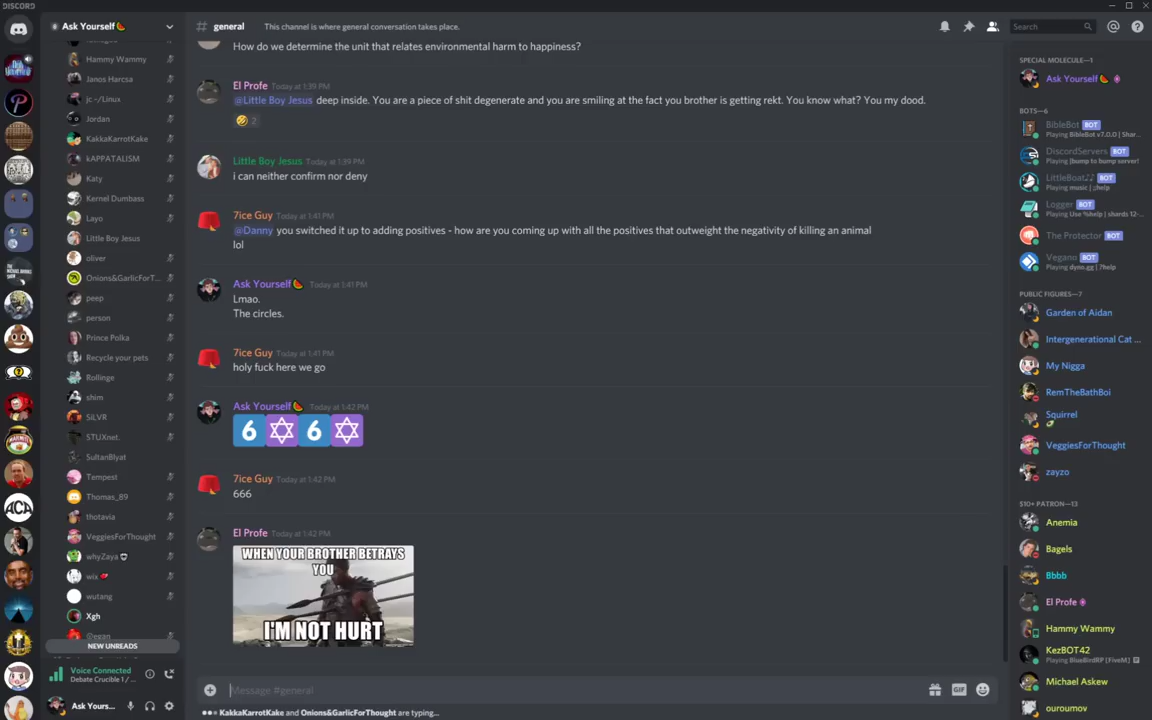 DISCORD
Ask Yourself🍉
# general
This channel is where general conversation takes place.
Search
Hammy Wammy
Janos Harcsa
jc ~/Linux
Jordan
KakkaKarrotKake
kAPPATALISM
Katy
Kernel Dumbass
Layo
Little Boy Jesus
oliver
Onions&GarlicForT...
peep
person
Prince Polka
Recycle your pets
Rollinge
shim
SiLVR
STUXnet.
SultanBlyat
Tempest
Thomas_89
thotavia
VeggiesForThought
whyZaya
wix
wutang
Xgh
NEW UNREADS
Voice Connected
Debate Crucible 1 / ...
Ask Yours...
How do we determine the unit that relates environmental harm to happiness?
El Profe Today at 1:39 PM
@Little Boy Jesus deep inside. You are a piece of shit degenerate and you are smiling at the fact you brother is getting rekt. You know what? You my dood.
🤣 2
Little Boy Jesus Today at 1:39 PM
i can neither confirm nor deny
7ice Guy Today at 1:41 PM
@Danny you switched it up to adding positives - how are you coming up with all the positives that outweight the negativity of killing an animal
lol
Ask Yourself🍉 Today at 1:41 PM
Lmao.
The circles.
7ice Guy Today at 1:41 PM
holy fuck here we go
Ask Yourself🍉 Today at 1:42 PM
6 🔯 6 🔯
7ice Guy Today at 1:42 PM
666
El Profe Today at 1:42 PM
WHEN YOUR BROTHER BETRAYS
YOU
I'M NOT HURT
Message #general
GIF
KakkaKarrotKake and Onions&GarlicForThought are typing...
SPECIAL MOLECULE—1
Ask Yourself🍉
BOTS—6
BibleBot BOT
Playing BibleBot v7.0.0 | Shar...
DiscordServers BOT
Playing |bump to bump server!
LittleBoat♫ BOT
Playing music | ;help
Logger BOT
Playing Use %help | shards 12-...
The Protector BOT
Vegano BOT
Playing dyno.gg | ?help
PUBLIC FIGURES—7
Garden of Aidan
Intergenerational Cat ...
My Nigga
RemTheBathBoi
Squirrel
VeggiesForThought
zayzo
$10+ PATRON—13
Anemia
Bagels
Bbbb
El Profe
Hammy Wammy
KezBOT42
Playing BlueBirdRP [FiveM]
Michael Askew
ouroumov
ACA